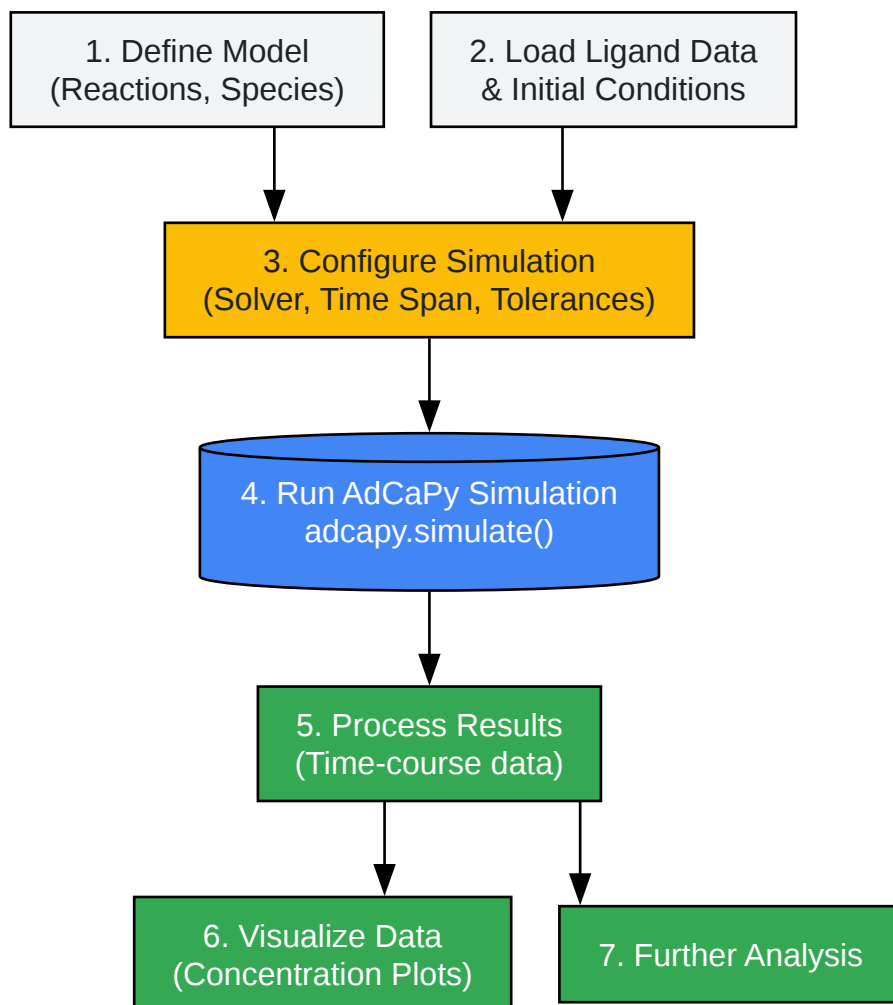 1. Define Model
(Reactions, Species)
2. Load Ligand Data
& Initial Conditions
3. Configure Simulation
(Solver, Time Span, Tolerances)
4. Run AdCaPy Simulation
adcapy.simulate()
5. Process Results
(Time-course data)
6. Visualize Data
(Concentration Plots)
7. Further Analysis